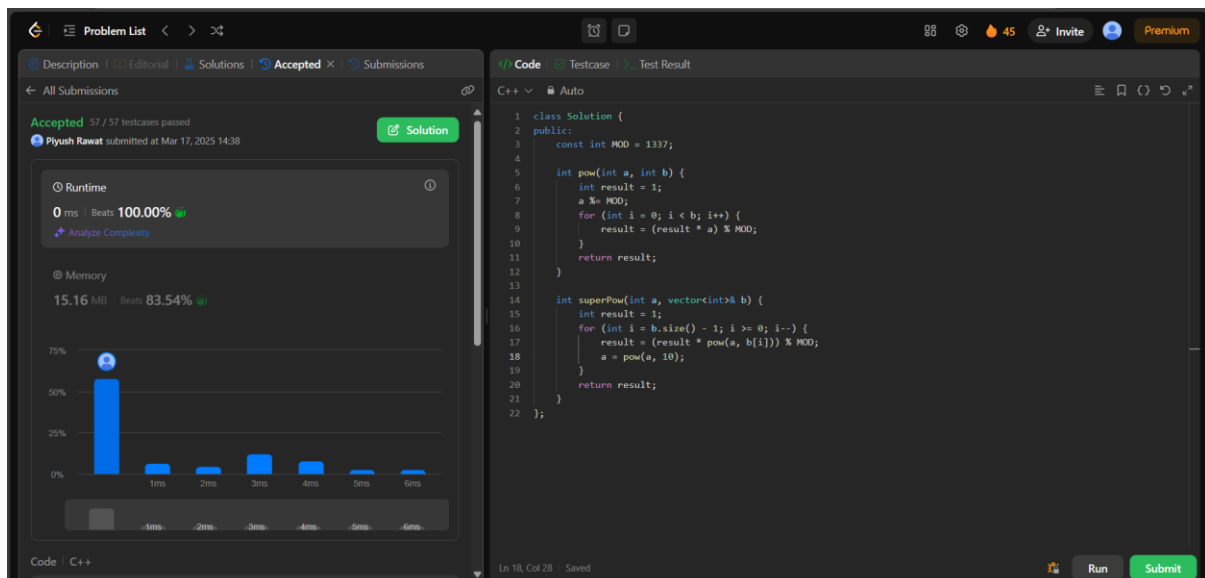 Problem List
45
Invite
Premium
Description
Editorial
Solutions
Accepted
Submissions
All Submissions
Accepted 57 / 57 testcases passed
Piyush Rawat submitted at Mar 17, 2025 14:38
Solution
Runtime
0 ms Beats 100.00%
Analyze Complexity
Memory
15.16 MB Beats 83.54%
75%
50%
25%
0%
1ms 2ms 3ms 4ms 5ms 6ms
1ms 2ms 3ms 4ms 5ms 6ms
Code C++
Code
Testcase
Test Result
C++ Auto
1 class Solution {
2 public:
3 const int MOD = 1337;
4
5 int pow(int a, int b) {
6 int result = 1;
7 a %= MOD;
8 for (int i = 0; i < b; i++) {
9 result = (result * a) % MOD;
10 }
11 return result;
12 }
13
14 int superPow(int a, vector<int>& b) {
15 int result = 1;
16 for (int i = b.size() - 1; i >= 0; i--) {
17 result = (result * pow(a, b[i])) % MOD;
18 a = pow(a, 10);
19 }
20 return result;
21 }
22 };
Ln 18, Col 28 Saved
Run
Submit